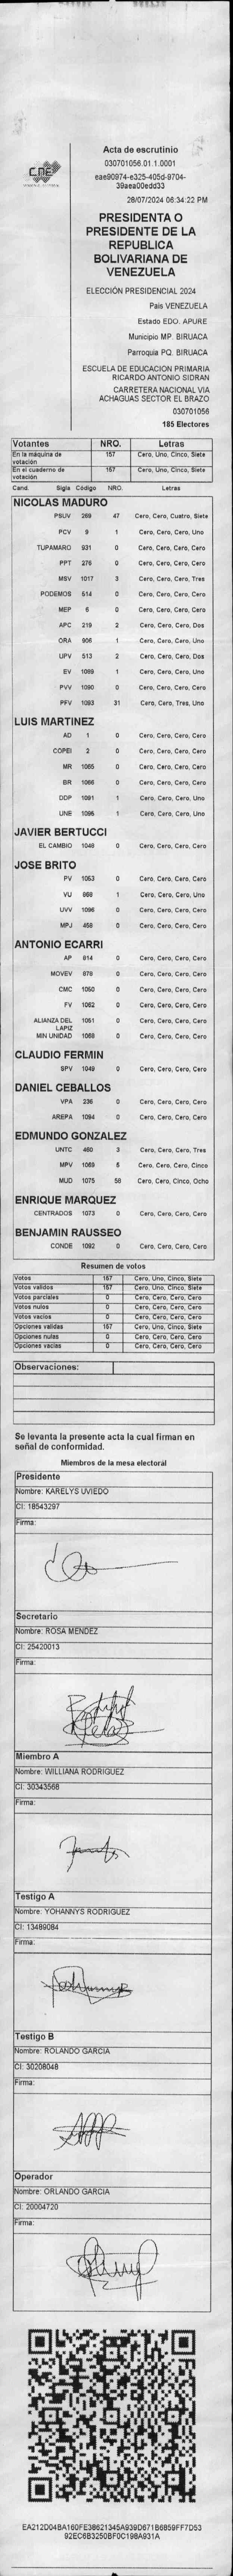 CNE
Acta de escrutinio
030701056.01.1.0001
eae90974-e325-405d-9704-
39aea00edd33
28/07/2024 06:34:22 PM
PRESIDENTA O
PRESIDENTE DE LA
REPUBLICA
BOLIVARIANA DE
VENEZUELA
ELECCIÓN PRESIDENCIAL 2024
País VENEZUELA
Estado EDO. APURE
Municipio MP. BIRUACA
Parroquia PQ. BIRUACA
ESCUELA DE EDUCACION PRIMARIA
RICARDO ANTONIO SIDRAN
CARRETERA NACIONAL VIA
ACHAGUAS SECTOR EL BRAZO
030701056
185 Electores
Votantes NRO. Letras
En la máquina de votación 157 Cero, Uno, Cinco, Siete
En el cuaderno de votación 157 Cero, Uno, Cinco, Siete
Cand. Sigla Código NRO. Letras
NICOLAS MADURO
PSUV 269 47 Cero, Cero, Cuatro, Siete
PCV 9 1 Cero, Cero, Cero, Uno
TUPAMARO 931 0 Cero, Cero, Cero, Cero
PPT 276 0 Cero, Cero, Cero, Cero
MSV 1017 3 Cero, Cero, Cero, Tres
PODEMOS 514 0 Cero, Cero, Cero, Cero
MEP 6 0 Cero, Cero, Cero, Cero
APC 219 2 Cero, Cero, Cero, Dos
ORA 906 1 Cero, Cero, Cero, Uno
UPV 513 2 Cero, Cero, Cero, Dos
EV 1089 1 Cero, Cero, Cero, Uno
PVV 1090 0 Cero, Cero, Cero, Cero
PFV 1093 31 Cero, Cero, Tres, Uno
LUIS MARTINEZ
AD 1 0 Cero, Cero, Cero, Cero
COPEI 2 0 Cero, Cero, Cero, Cero
MR 1065 0 Cero, Cero, Cero, Cero
BR 1066 0 Cero, Cero, Cero, Cero
DDP 1091 1 Cero, Cero, Cero, Uno
UNE 1095 1 Cero, Cero, Cero, Uno
JAVIER BERTUCCI
EL CAMBIO 1048 0 Cero, Cero, Cero, Cero
JOSE BRITO
PV 1053 0 Cero, Cero, Cero, Cero
VU 869 1 Cero, Cero, Cero, Uno
UVV 1096 0 Cero, Cero, Cero, Cero
MPJ 458 0 Cero, Cero, Cero, Cero
ANTONIO ECARRI
AP 814 0 Cero, Cero, Cero, Cero
MOVEV 878 0 Cero, Cero, Cero, Cero
CMC 1050 0 Cero, Cero, Cero, Cero
FV 1062 0 Cero, Cero, Cero, Cero
ALIANZA DEL LAPIZ 1051 0 Cero, Cero, Cero, Cero
MIN UNIDAD 1068 0 Cero, Cero, Cero, Cero
CLAUDIO FERMIN
SPV 1049 0 Cero, Cero, Cero, Cero
DANIEL CEBALLOS
VPA 236 0 Cero, Cero, Cero, Cero
AREPA 1094 0 Cero, Cero, Cero, Cero
EDMUNDO GONZALEZ
UNTC 460 3 Cero, Cero, Cero, Tres
MPV 1069 5 Cero, Cero, Cero, Cinco
MUD 1075 58 Cero, Cero, Cinco, Ocho
ENRIQUE MARQUEZ
CENTRADOS 1073 0 Cero, Cero, Cero, Cero
BENJAMIN RAUSSEO
CONDE 1092 0 Cero, Cero, Cero, Cero
Resumen de votos
Votos 157 Cero, Uno, Cinco, Siete
Votos validos 157 Cero, Uno, Cinco, Siete
Votos parciales 0 Cero, Cero, Cero, Cero
Votos nulos 0 Cero, Cero, Cero, Cero
Votos vacios 0 Cero, Cero, Cero, Cero
Opciones validas 157 Cero, Uno, Cinco, Siete
Opciones nulas 0 Cero, Cero, Cero, Cero
Opciones vacias 0 Cero, Cero, Cero, Cero
Observaciones:
Se levanta la presente acta la cual firman en
señal de conformidad.
Miembros de la mesa electoral
Presidente
Nombre: KARELYS UVIEDO
CI: 18543297
Firma:
Secretario
Nombre: ROSA MENDEZ
CI: 25420013
Firma:
Miembro A
Nombre: WILLIANA RODRIGUEZ
CI: 30343568
Firma:
Testigo A
Nombre: YOHANNYS RODRIGUEZ
CI: 13489084
Firma:
Testigo B
Nombre: ROLANDO GARCIA
CI: 30208048
Firma:
Operador
Nombre: ORLANDO GARCIA
CI: 20004720
Firma:
EA212D04BA160FE38621345A939D671B6859FF7D53
92EC6B3250BF0C198A931A